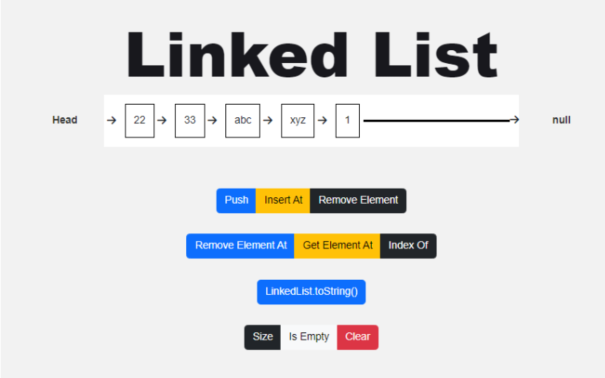 Linked List
Head → 22 → 33 → abc → xyz → 1 → null
Push Insert At Remove Element
Remove Element At Get Element At Index Of
LinkedList.toString()
Size Is Empty Clear